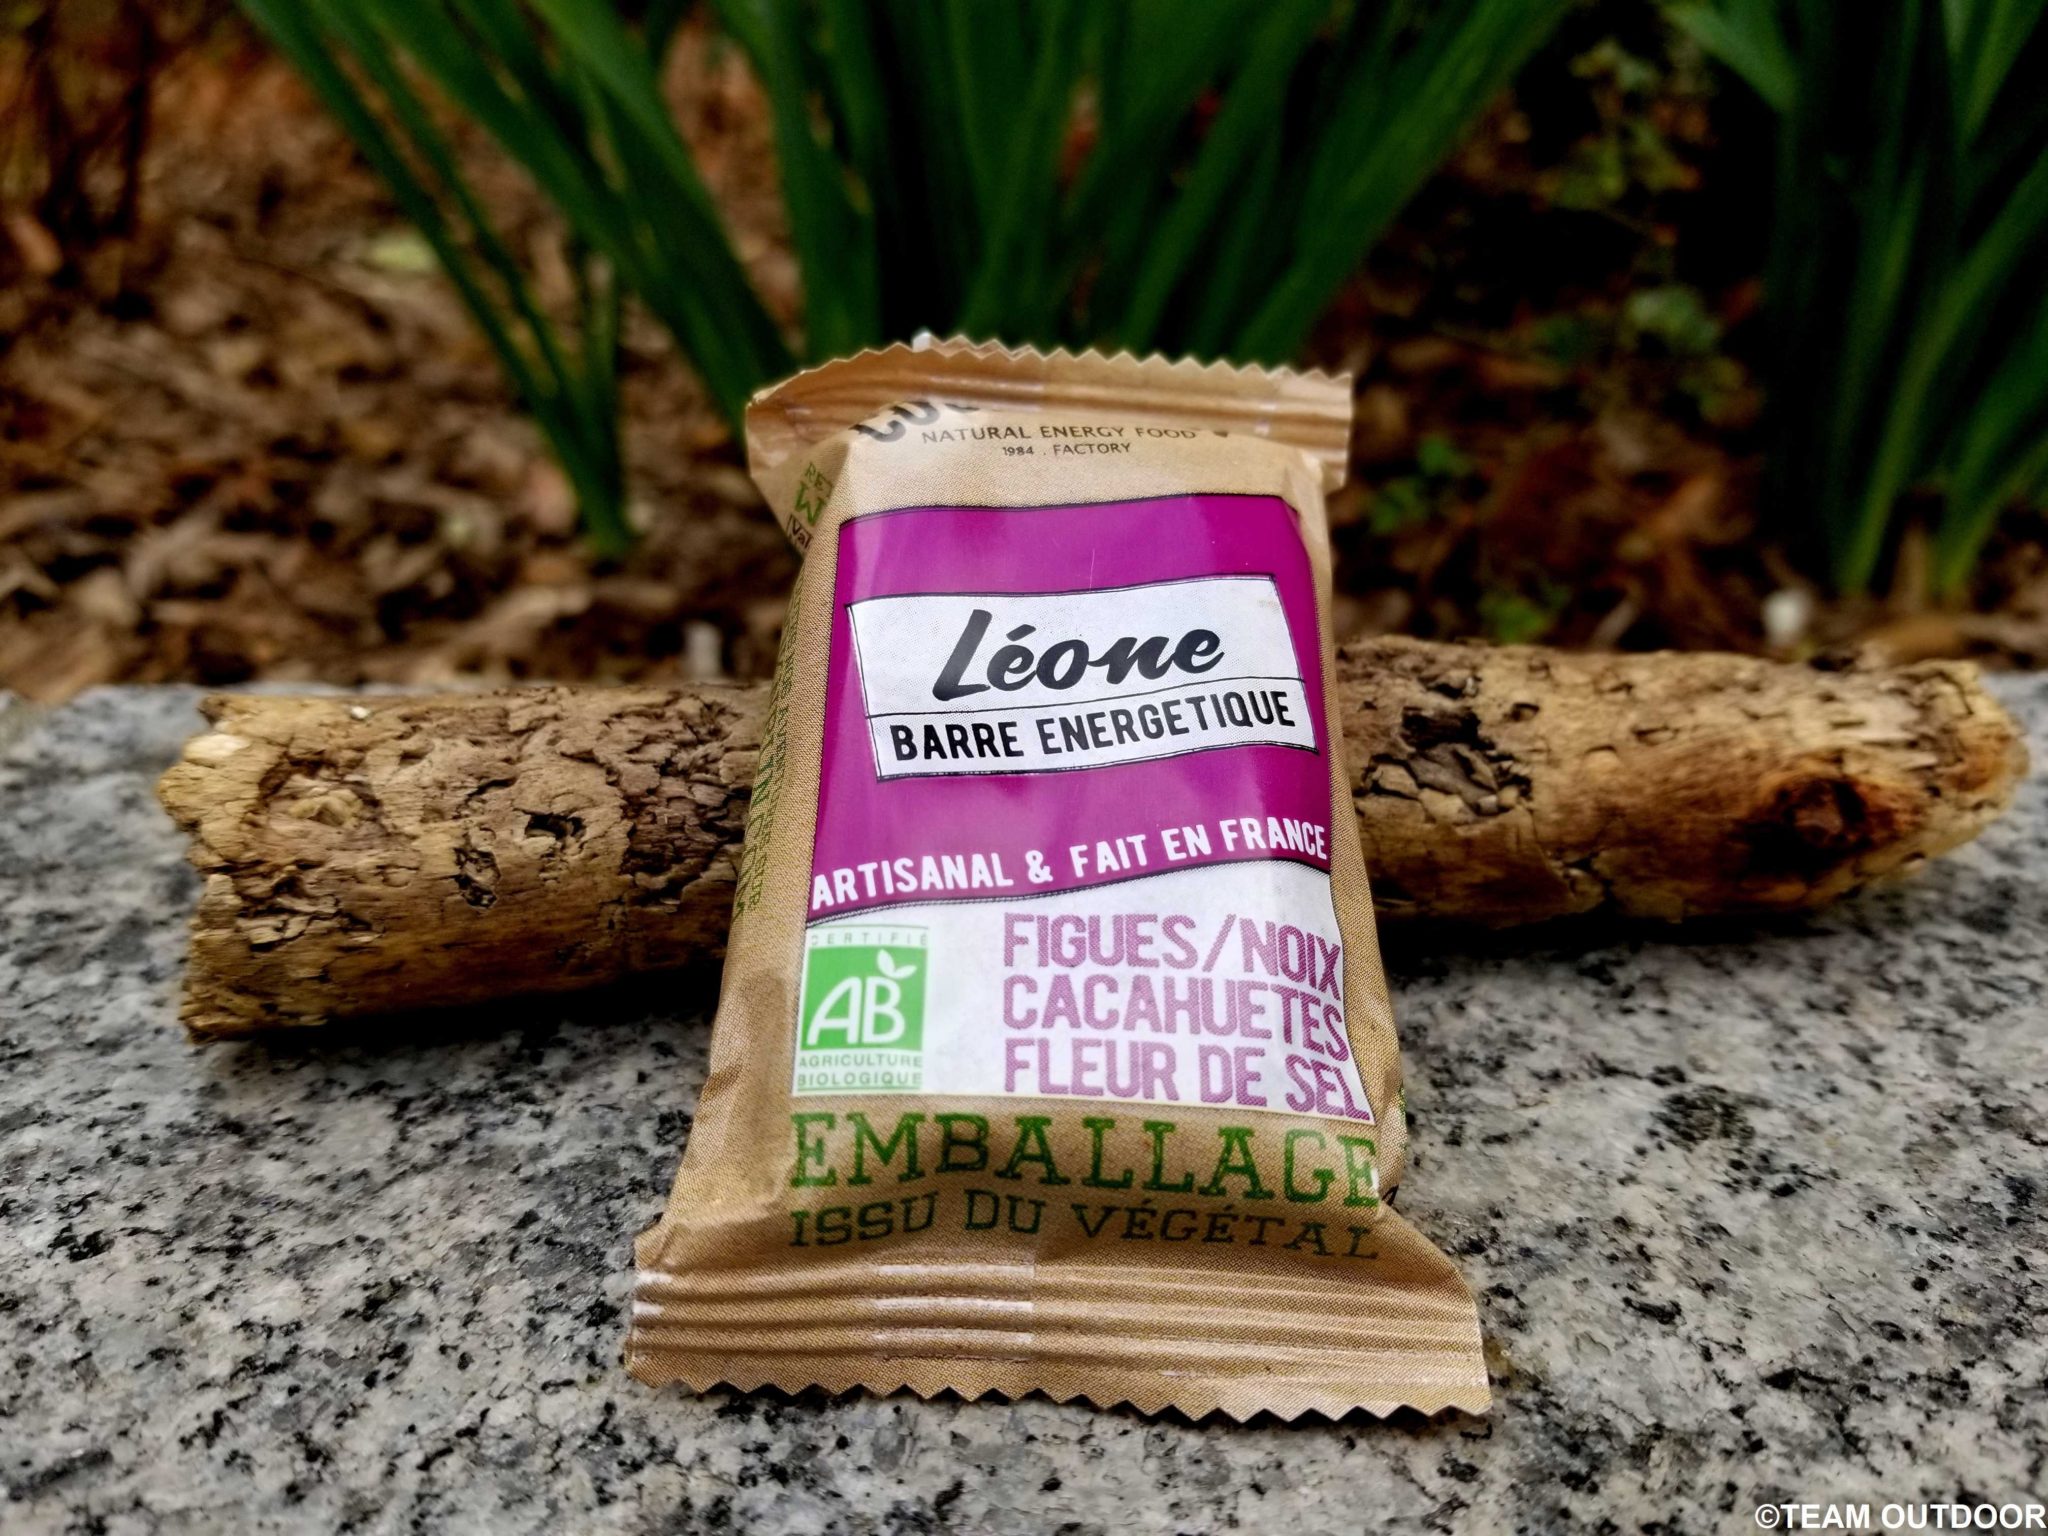 NATURAL ENERGY FOOD
1984 . FACTORY
Léone
BARRE ENERGETIQUE
ARTISANAL & FAIT EN FRANCE
CERTIFIÉ
AB
AGRICULTURE
BIOLOGIQUE
FIGUES/NOIX
CACAHUETES
FLEUR DE SEL
EMBALLAGE
ISSU DU VÉGÉTAL
©TEAM OUTDOOR